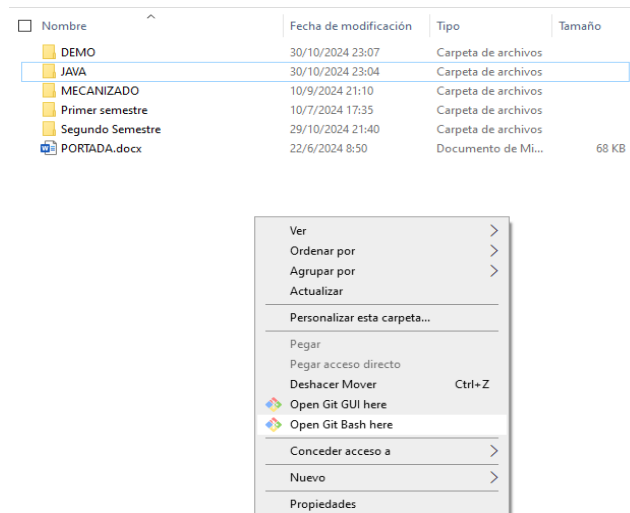 Nombre Fecha de modificación Tipo Tamaño
DEMO 30/10/2024 23:07 Carpeta de archivos
JAVA 30/10/2024 23:04 Carpeta de archivos
MECANIZADO 10/9/2024 21:10 Carpeta de archivos
Primer semestre 10/7/2024 17:35 Carpeta de archivos
Segundo Semestre 29/10/2024 21:40 Carpeta de archivos
PORTADA.docx 22/6/2024 8:50 Documento de Mi... 68 KB
Ver
Ordenar por
Agrupar por
Actualizar
Personalizar esta carpeta...
Pegar
Pegar acceso directo
Deshacer Mover Ctrl+Z
Open Git GUI here
Open Git Bash here
Conceder acceso a
Nuevo
Propiedades